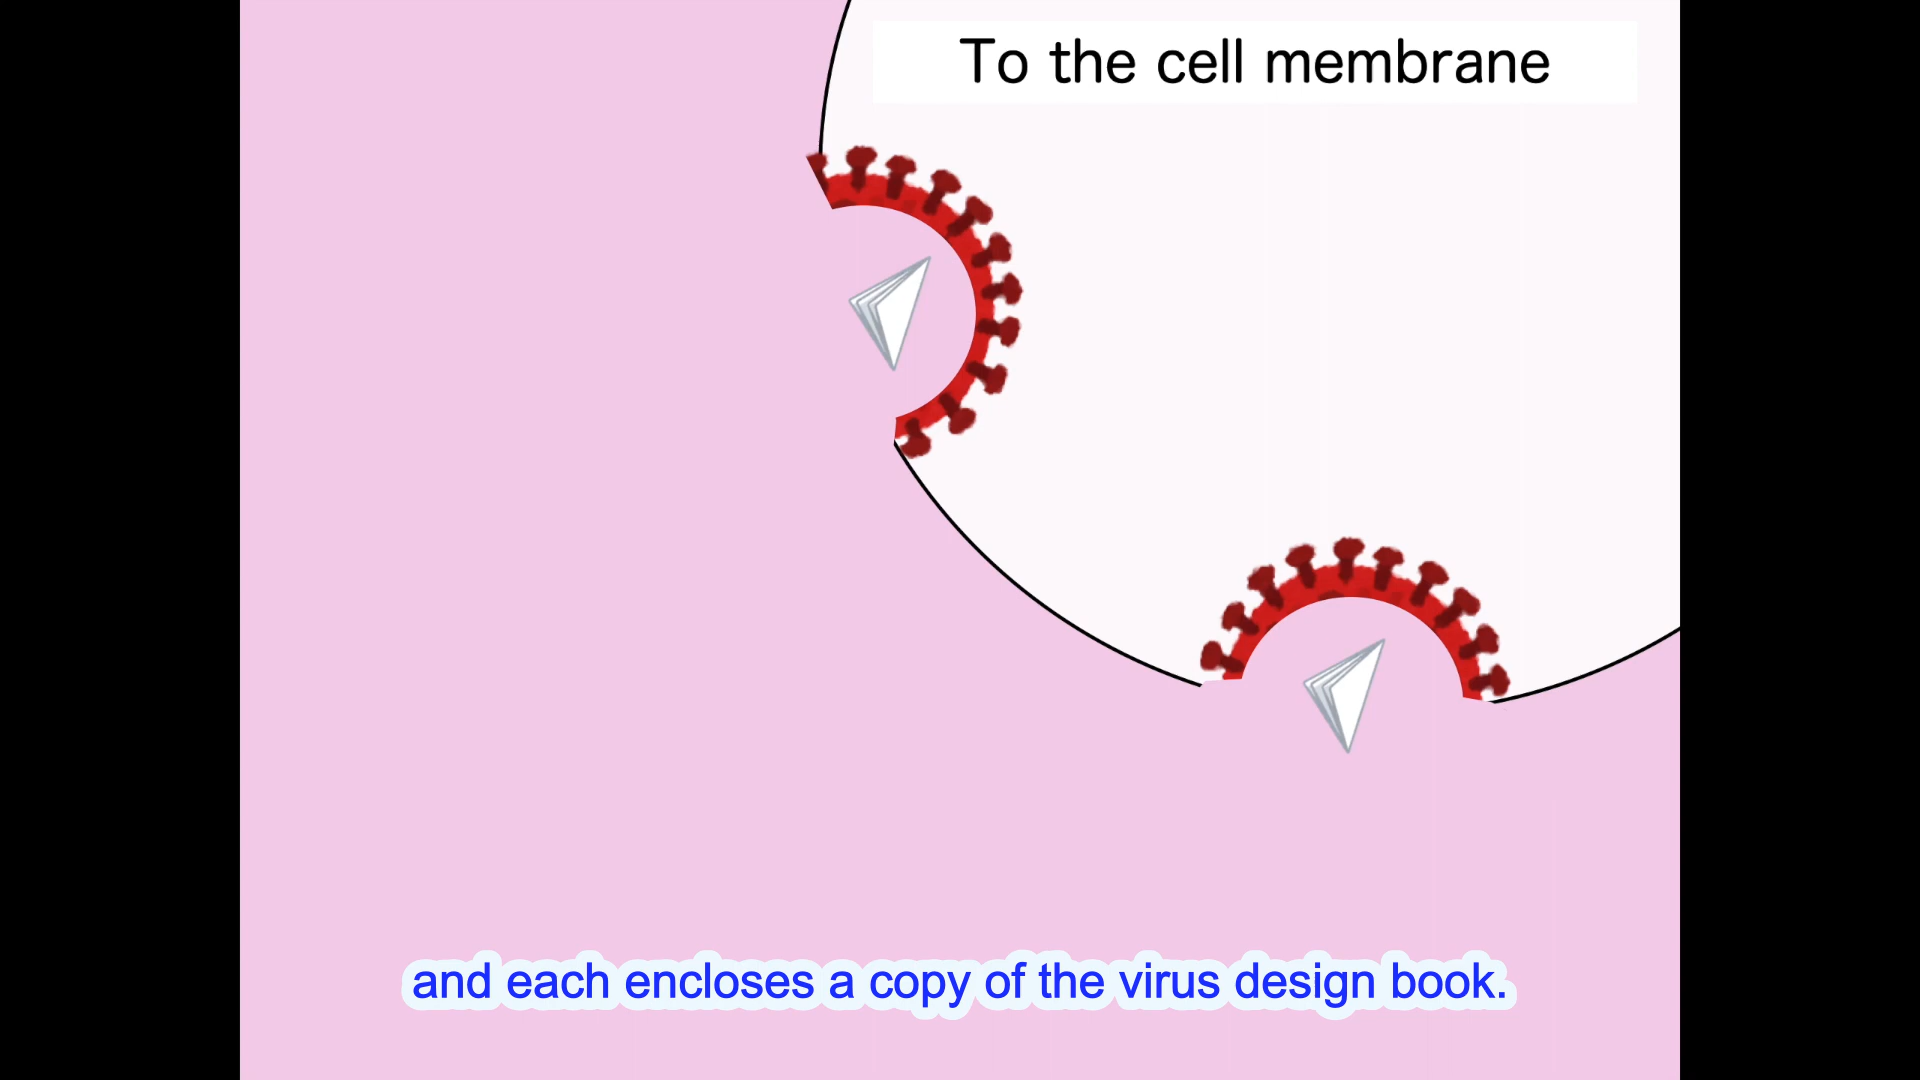 To the cell membrane
and each encloses a copy of the virus design book.